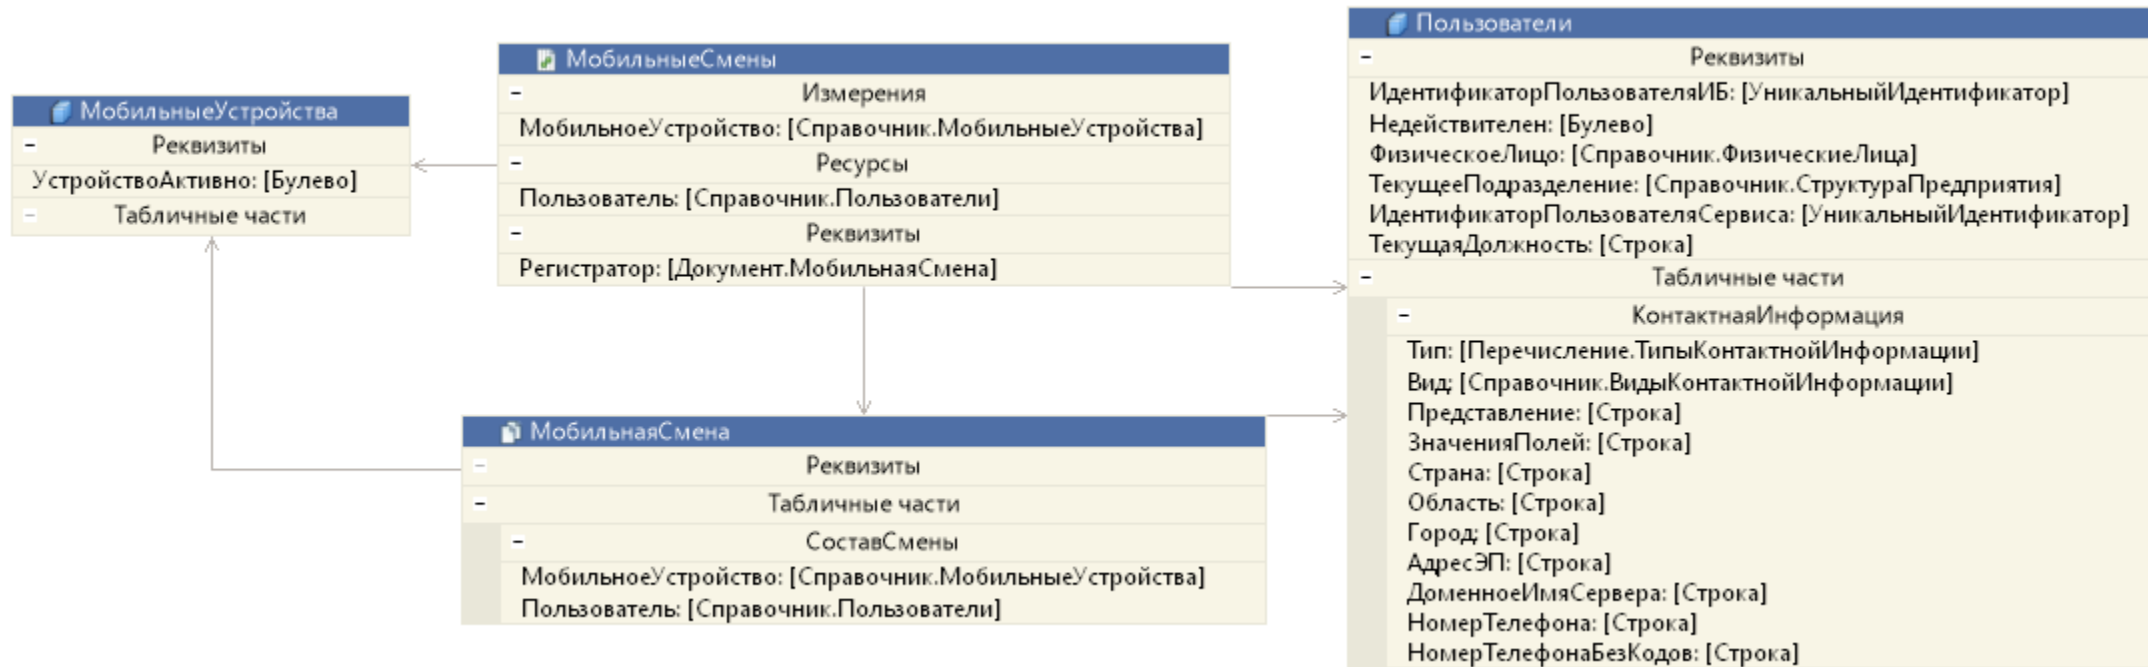 МобильныеУстройства
Реквизиты
УстройствоАктивно: [Булево]
Табличные части
МобильныеСмены
Измерения
МобильноеУстройство: [Справочник.МобильныеУстройства]
Ресурсы
Пользователь: [Справочник.Пользователи]
Реквизиты
Регистратор: [Документ.МобильнаяСмена]
МобильнаяСмена
Реквизиты
Табличные части
СоставСмены
МобильноеУстройство: [Справочник.МобильныеУстройства]
Пользователь: [Справочник.Пользователи]
Пользователи
Реквизиты
ИдентификаторПользователяИБ: [УникальныйИдентификатор]
Недействителен: [Булево]
ФизическоеЛицо: [Справочник.ФизическиеЛица]
ТекущееПодразделение: [Справочник.СтруктураПредприятия]
ИдентификаторПользователяСервиса: [УникальныйИдентификатор]
ТекущаяДолжность: [Строка]
Табличные части
КонтактнаяИнформация
Тип: [Перечисление.ТипыКонтактнойИнформации]
Вид: [Справочник.ВидыКонтактнойИнформации]
Представление: [Строка]
ЗначенияПолей: [Строка]
Страна: [Строка]
Область: [Строка]
Город: [Строка]
АдресЭП: [Строка]
ДоменноеИмяСервера: [Строка]
НомерТелефона: [Строка]
НомерТелефонаБезКодов: [Строка]